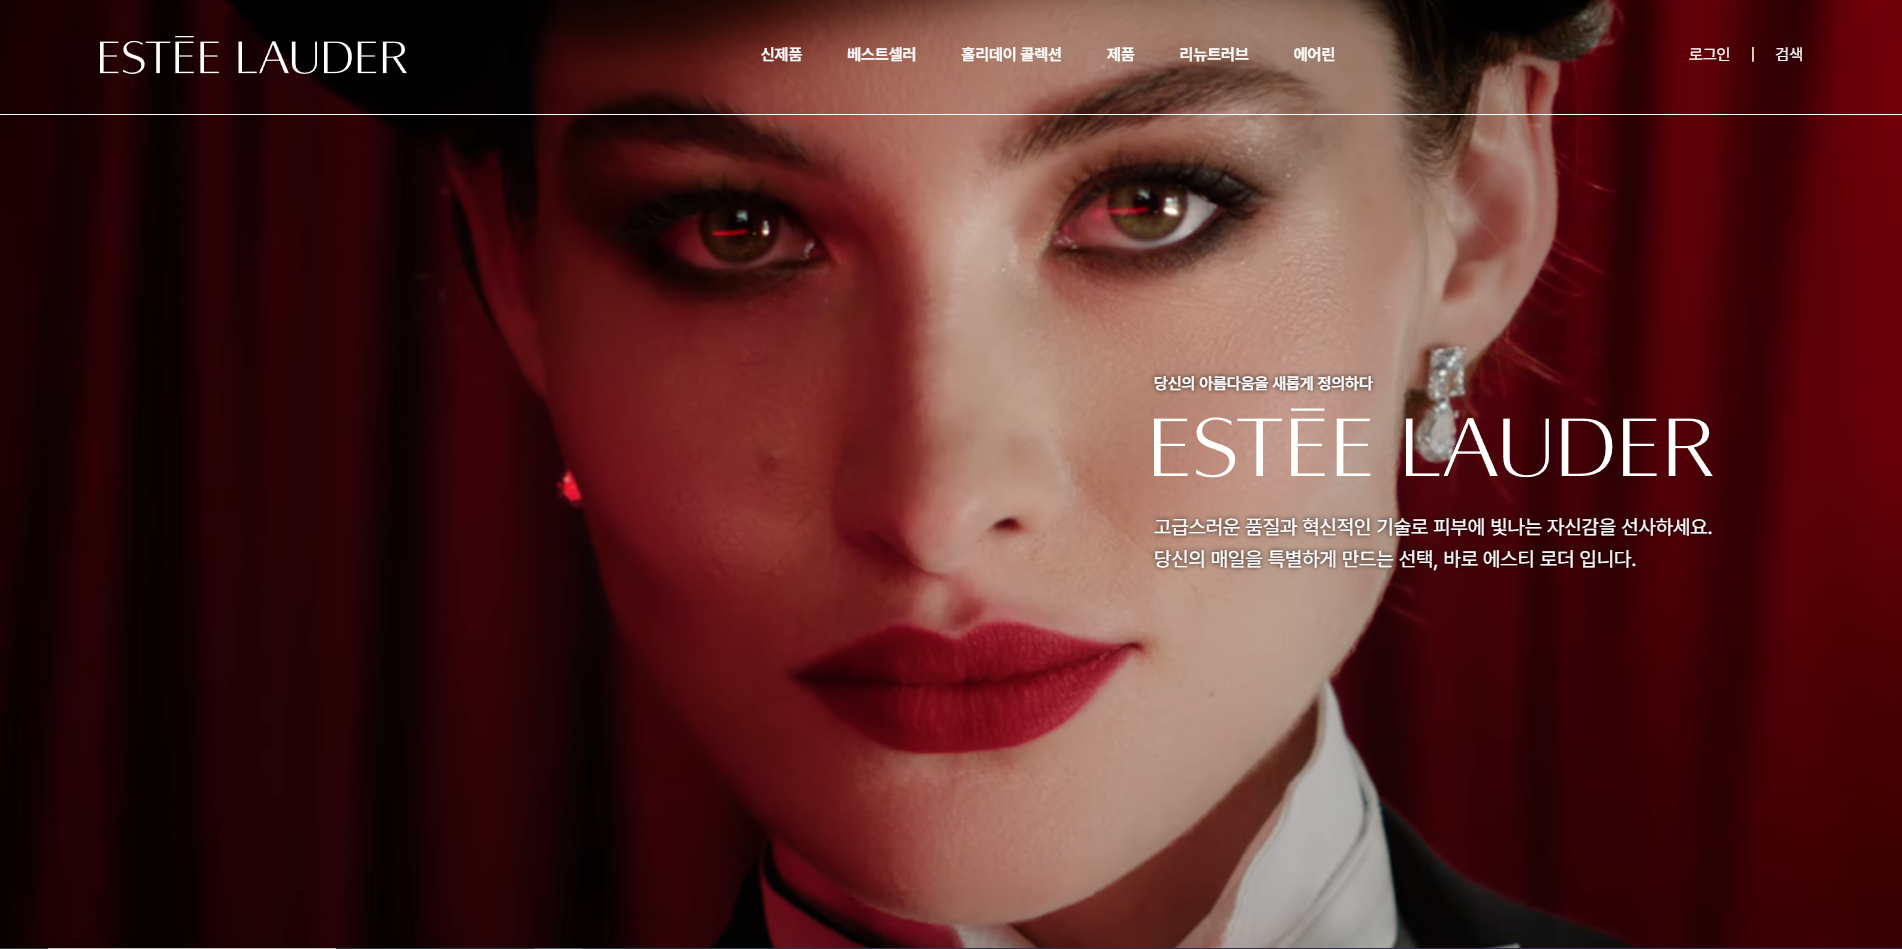 ESTĒE LAUDER
신제품 베스트셀러 홀리데이 콜렉션 제품 리뉴트러브 에어린
로그인 | 검색
당신의 아름다움을 새롭게 정의하다
ESTĒE LAUDER
고급스러운 품질과 혁신적인 기술로 피부에 빛나는 자신감을 선사하세요.
당신의 매일을 특별하게 만드는 선택, 바로 에스티 로더 입니다.